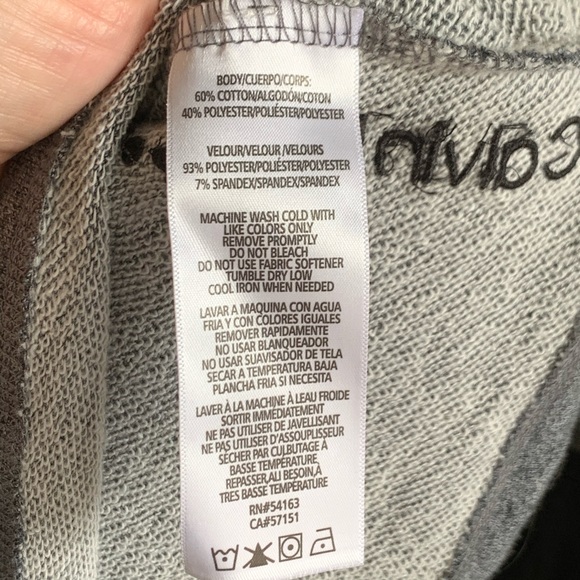 BODY/CUERPO/CORPS:
60% COTTON/ALGODÓN/COTON
40% POLYESTER/POLIÉSTER/POLYESTER
VELOUR/VELOUR/VELOURS
93% POLYESTER/POLIÉSTER/POLYESTER
7% SPANDEX/SPANDEX/SPANDEX
MACHINE WASH COLD WITH
LIKE COLORS ONLY
REMOVE PROMPTLY
DO NOT BLEACH
DO NOT USE FABRIC SOFTENER
TUMBLE DRY LOW
COOL IRON WHEN NEEDED
LAVAR A MAQUINA CON AGUA
FRIA Y CON COLORES IGUALES
REMOVER RAPIDAMENTE
NO USAR BLANQUEADOR
NO USAR SUAVISADOR DE TELA
SECAR A TEMPERATURA BAJA
PLANCHA FRIA SI NECESITA
LAVER À LA MACHINE À LEAU FROIDE
SORTIR IMMÉDIATEMENT
NE PAS UTILISER DE JAVELLISANT
NE PAS UTILISER D'ASSOUPLISEUR
SÉCHER PAR CULBUTAGE À
BASSE TEMPÉRATURE,
REPASSER,AU BESOIN,À
TRES BASSE TEMPÉRATURE
RN#54163
CA#57151